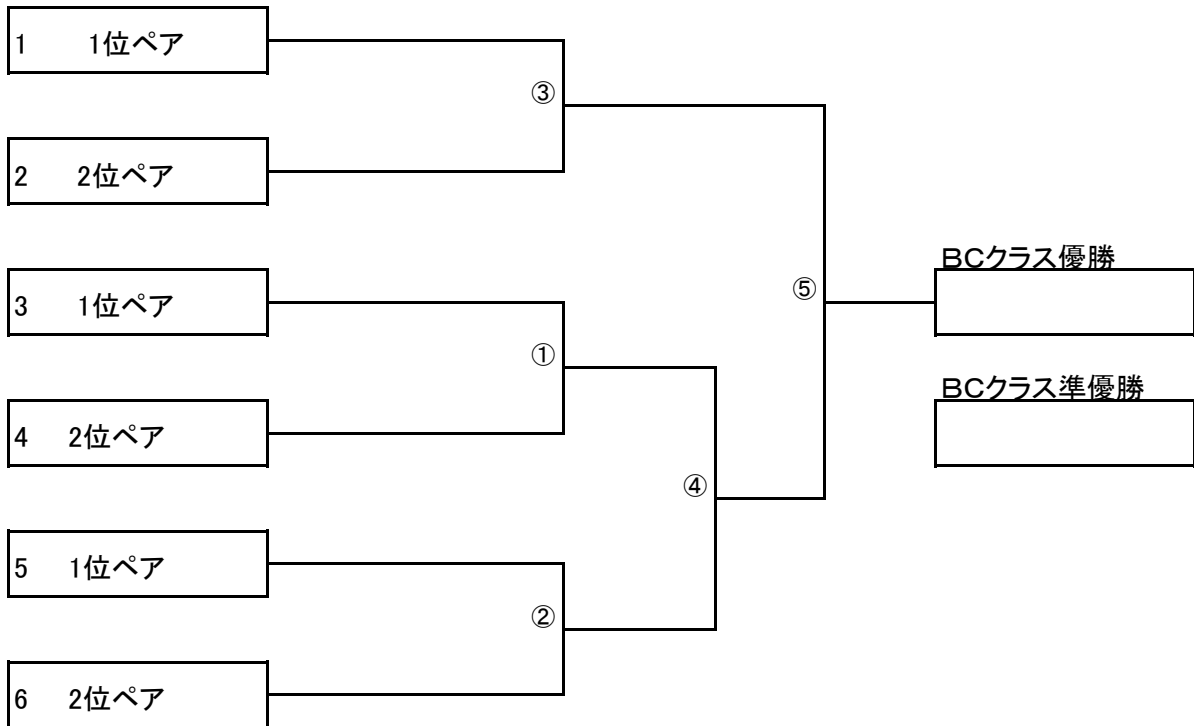 1 1位ペア
③
2 2位ペア
BCクラス優勝
3 1位ペア
⑤
①
BCクラス準優勝
4 2位ペア
④
5 1位ペア
②
6 2位ペア